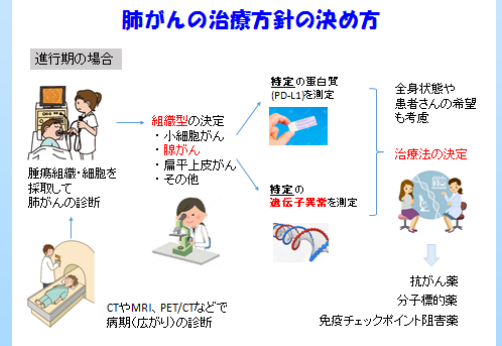 肺がんの治療方針の決め方
進行期の場合
腫瘍組織・細胞を
採取して
肺がんの診断
CTやMRI、PET/CTなどで
病期(広がり)の診断
組織型の決定
・小細胞がん
・腺がん
・扁平上皮がん
・その他
特定の蛋白質
(PD-L1)を測定
特定の
遺伝子異常を測定
全身状態や
患者さんの希望
も考慮
治療法の決定
抗がん薬
分子標的薬
免疫チェックポイント阻害薬